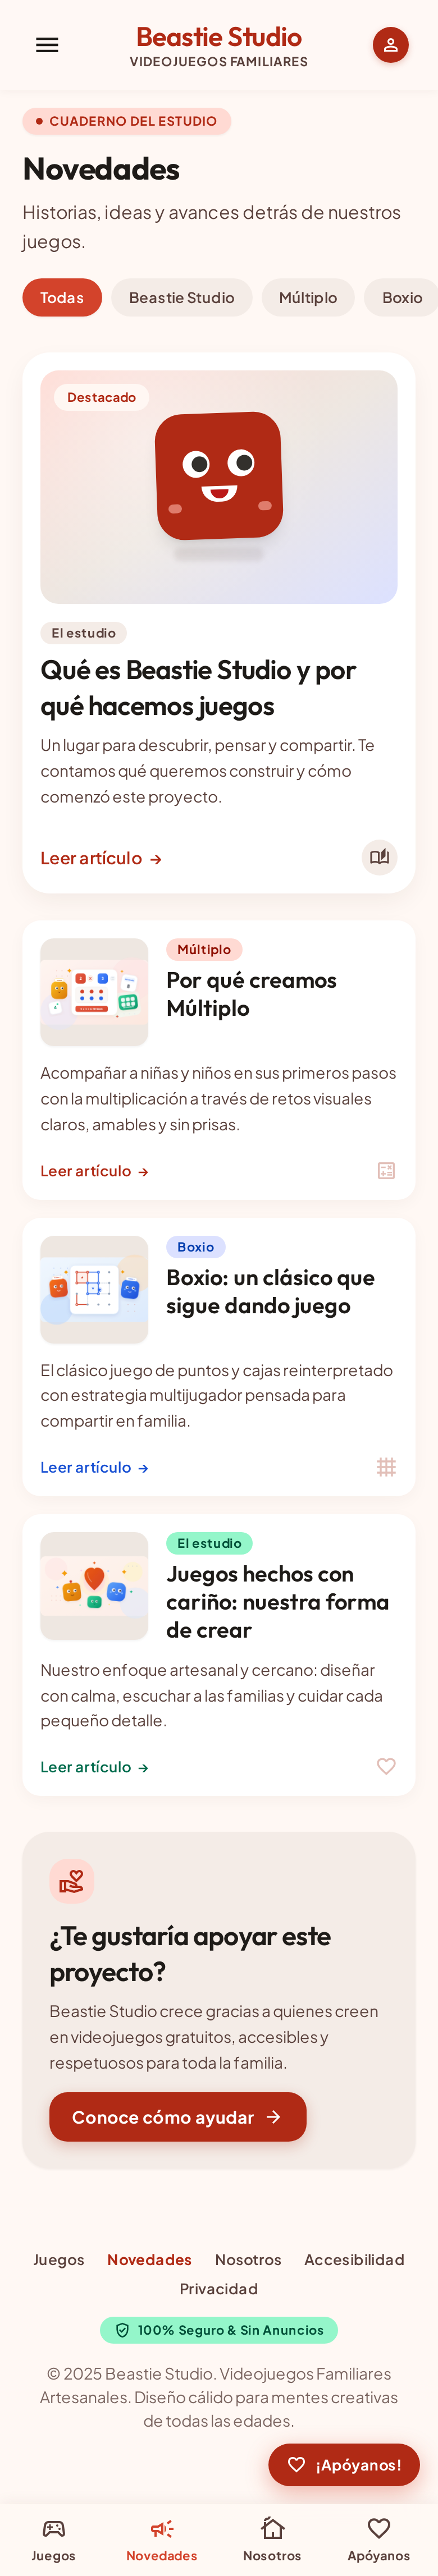 Beastie Studio
VIDEOJUEGOS FAMILIARES
CUADERNO DEL ESTUDIO
Novedades
Historias, ideas y avances detrás de nuestros
juegos.
Todas
Beastie Studio
Múltiplo
Boxio
Destacado
El estudio
Qué es Beastie Studio y por
qué hacemos juegos
Un lugar para descubrir, pensar y compartir. Te
contamos qué queremos construir y cómo
comenzó este proyecto.
Leer artículo →
Múltiplo
Por qué creamos
Múltiplo
Acompañar a niñas y niños en sus primeros pasos
con la multiplicación a través de retos visuales
claros, amables y sin prisas.
Leer artículo →
Boxio
Boxio: un clásico que
sigue dando juego
El clásico juego de puntos y cajas reinterpretado
con estrategia multijugador pensada para
compartir en familia.
Leer artículo →
El estudio
Juegos hechos con
cariño: nuestra forma
de crear
Nuestro enfoque artesanal y cercano: diseñar
con calma, escuchar a las familias y cuidar cada
pequeño detalle.
Leer artículo →
¿Te gustaría apoyar este
proyecto?
Beastie Studio crece gracias a quienes creen
en videojuegos gratuitos, accesibles y
respetuosos para toda la familia.
Conoce cómo ayudar →
Juegos
Novedades
Nosotros
Accesibilidad
Privacidad
100% Seguro & Sin Anuncios
© 2025 Beastie Studio. Videojuegos Familiares
Artesanales. Diseño cálido para mentes creativas
de todas las edades.
¡Apóyanos!
Juegos
Novedades
Nosotros
Apóyanos